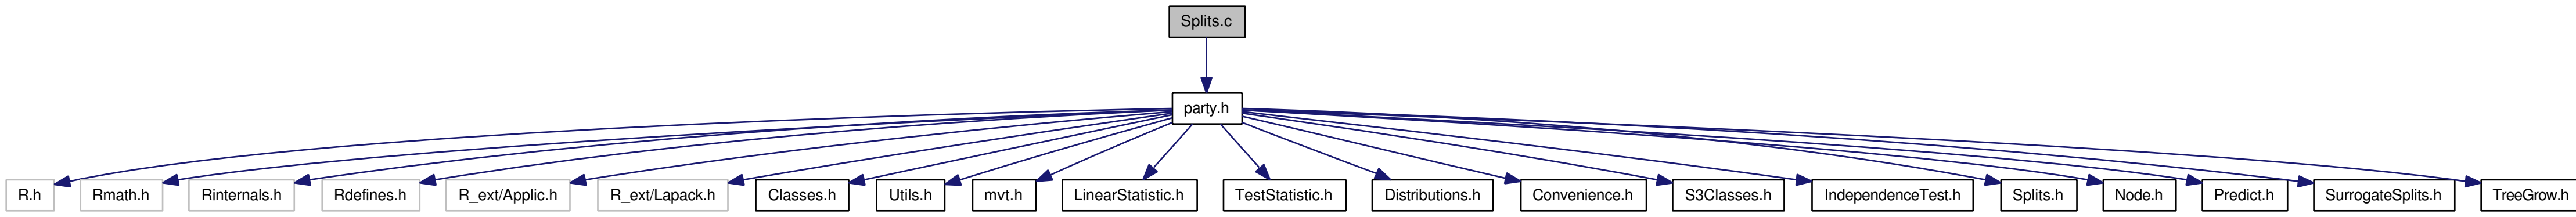 Splits.c
party.h
R.h
Rmath.h
Rinternals.h
Rdefines.h
R_ext/Applic.h
R_ext/Lapack.h
Classes.h
Utils.h
mvt.h
LinearStatistic.h
TestStatistic.h
Distributions.h
Convenience.h
S3Classes.h
IndependenceTest.h
Splits.h
Node.h
Predict.h
SurrogateSplits.h
TreeGrow.h